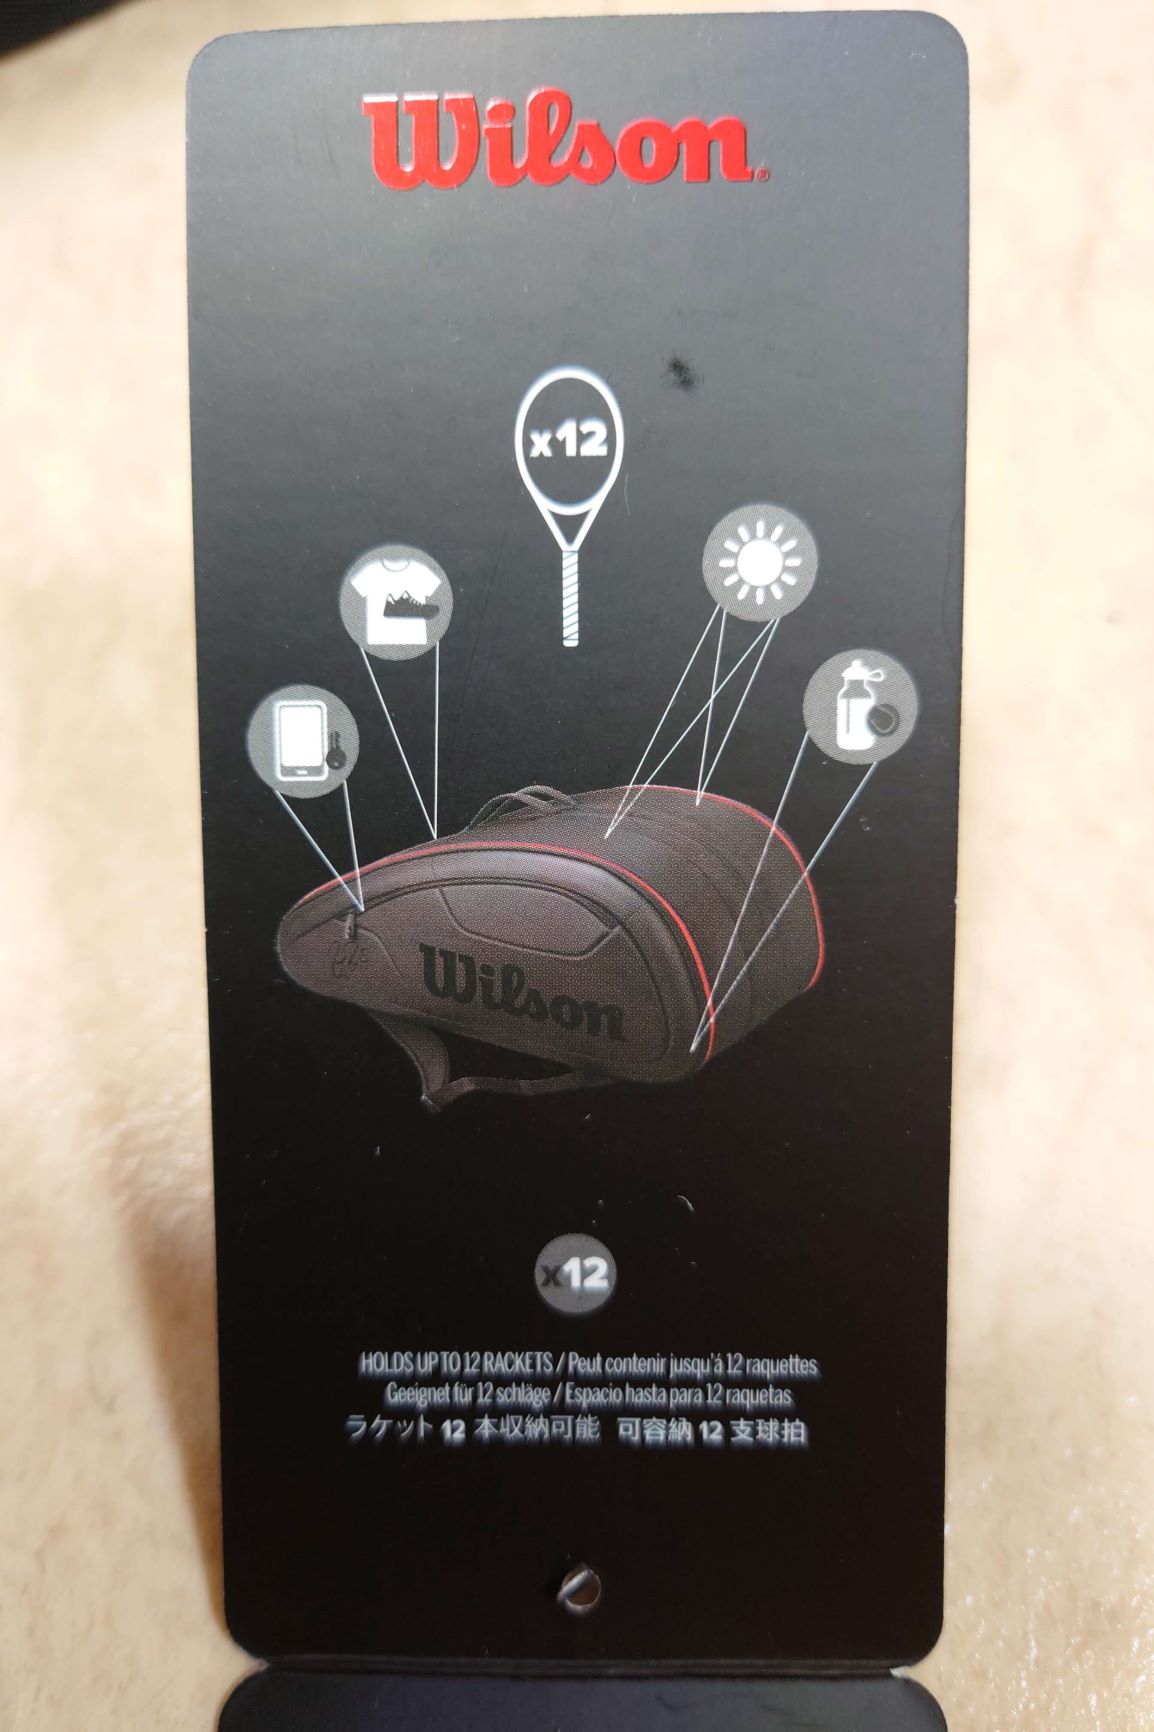 Wilson®
x12
Wilson
x12
HOLDS UP TO 12 RACKETS / Peut contenir jusqu'á 12 raquettes
Geeignet für 12 schläge / Espacio hasta para 12 raquetas
ラケット 12 本収納可能 可容納 12 支球拍